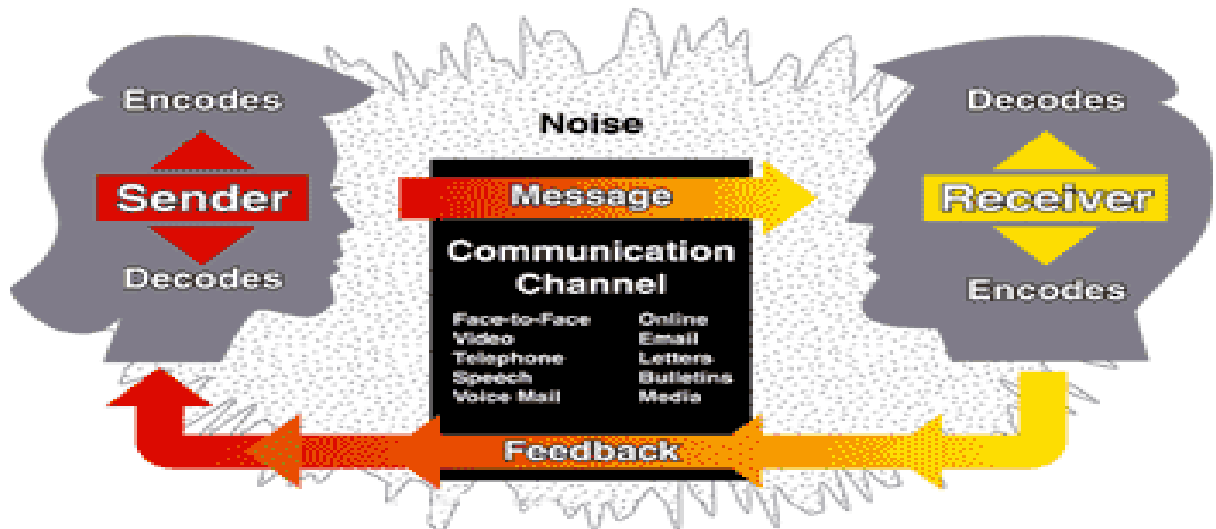 Encodes
Sender
Decodes
Noise
Message
Communication
Channel
Face-to-Face
Video
Telephone
Speech
Voice Mail
Online
Email
Letters
Bulletins
Media
Feedback
Decodes
Receiver
Encodes